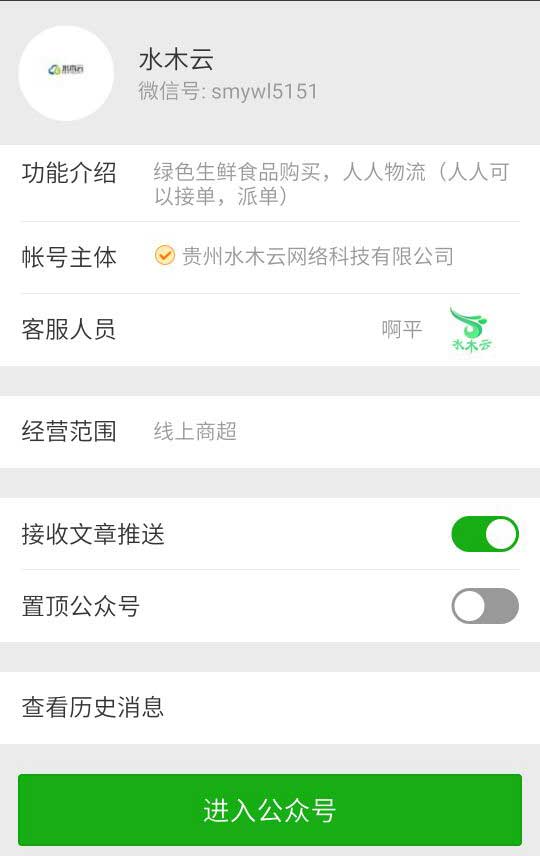 水木云
水木云
微信号: smywl5151
功能介绍
绿色生鲜食品购买，人人物流（人人可
以接单，派单）
帐号主体
贵州水木云网络科技有限公司
客服人员
啊平
水木云
经营范围
线上商超
接收文章推送
置顶公众号
查看历史消息
进入公众号